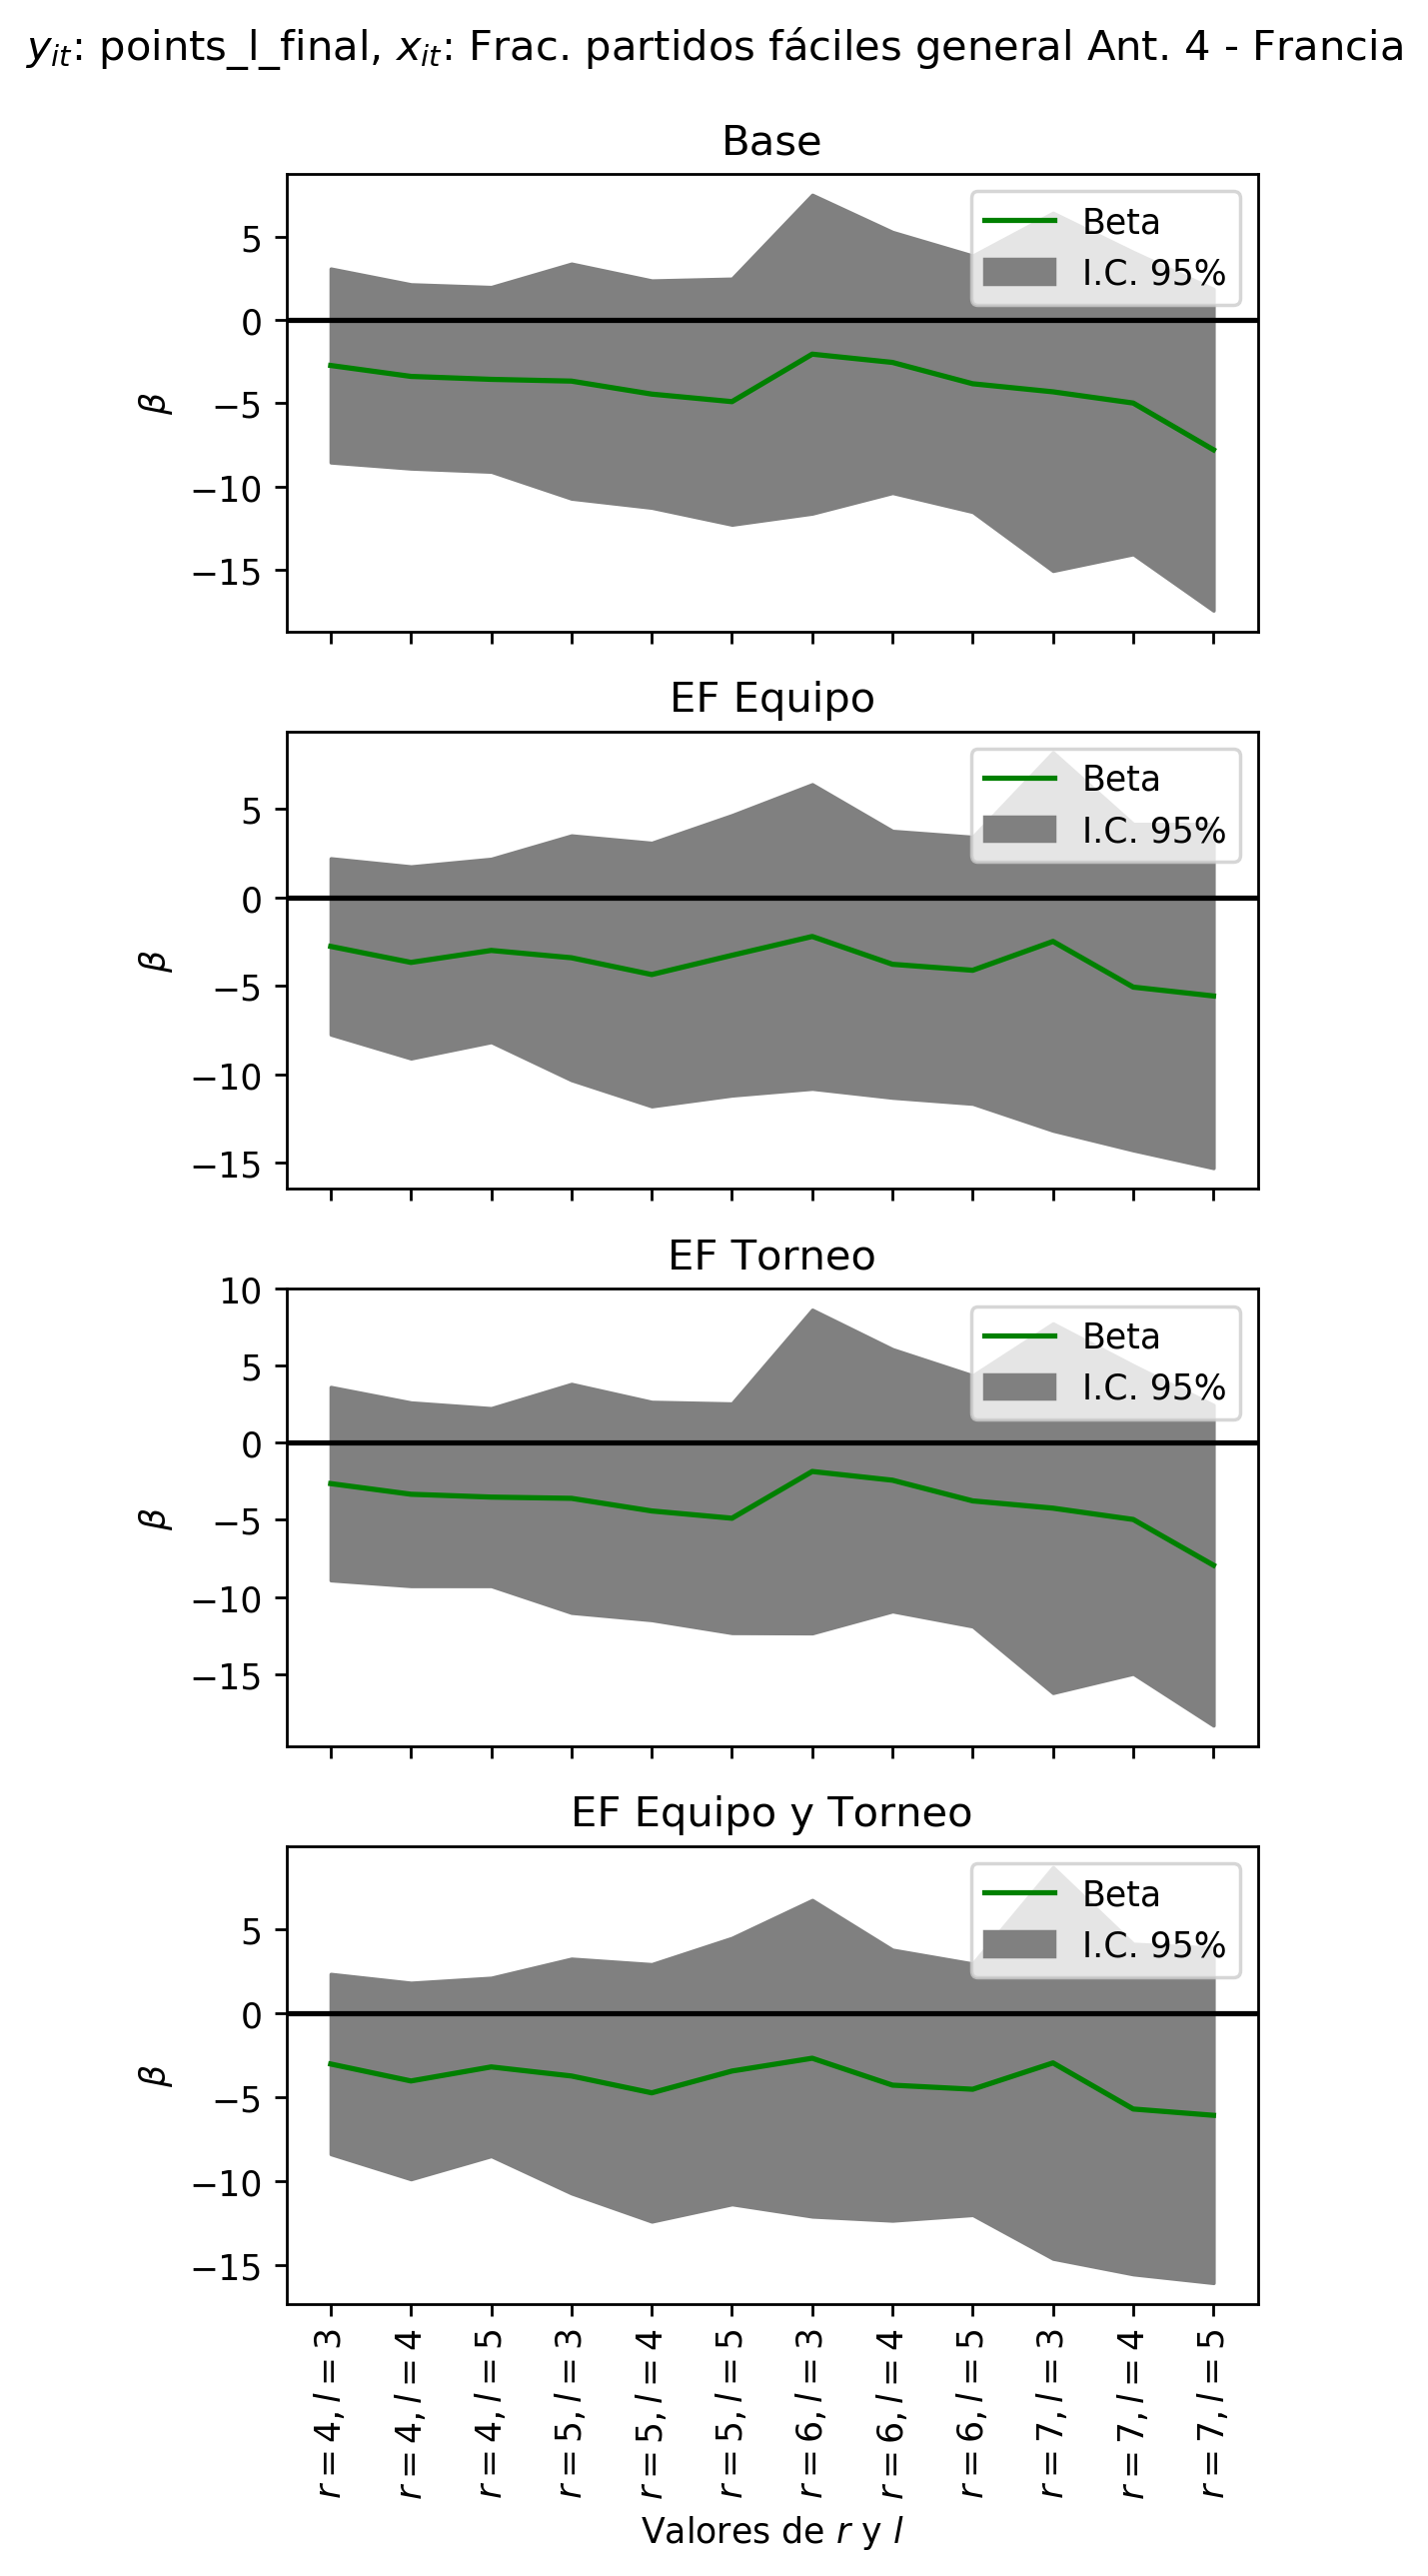 y_it: points_l_final, x_it: Frac. partidos fáciles general Ant. 4 - Francia
Base
Beta
I.C. 95%
5
0
−5
−10
−15
β
EF Equipo
Beta
I.C. 95%
5
0
−5
−10
−15
β
EF Torneo
Beta
I.C. 95%
10
5
0
−5
−10
−15
β
EF Equipo y Torneo
Beta
I.C. 95%
5
0
−5
−10
−15
β
r = 4, l = 3
r = 4, l = 4
r = 4, l = 5
r = 5, l = 3
r = 5, l = 4
r = 5, l = 5
r = 6, l = 3
r = 6, l = 4
r = 6, l = 5
r = 7, l = 3
r = 7, l = 4
r = 7, l = 5
Valores de r y l